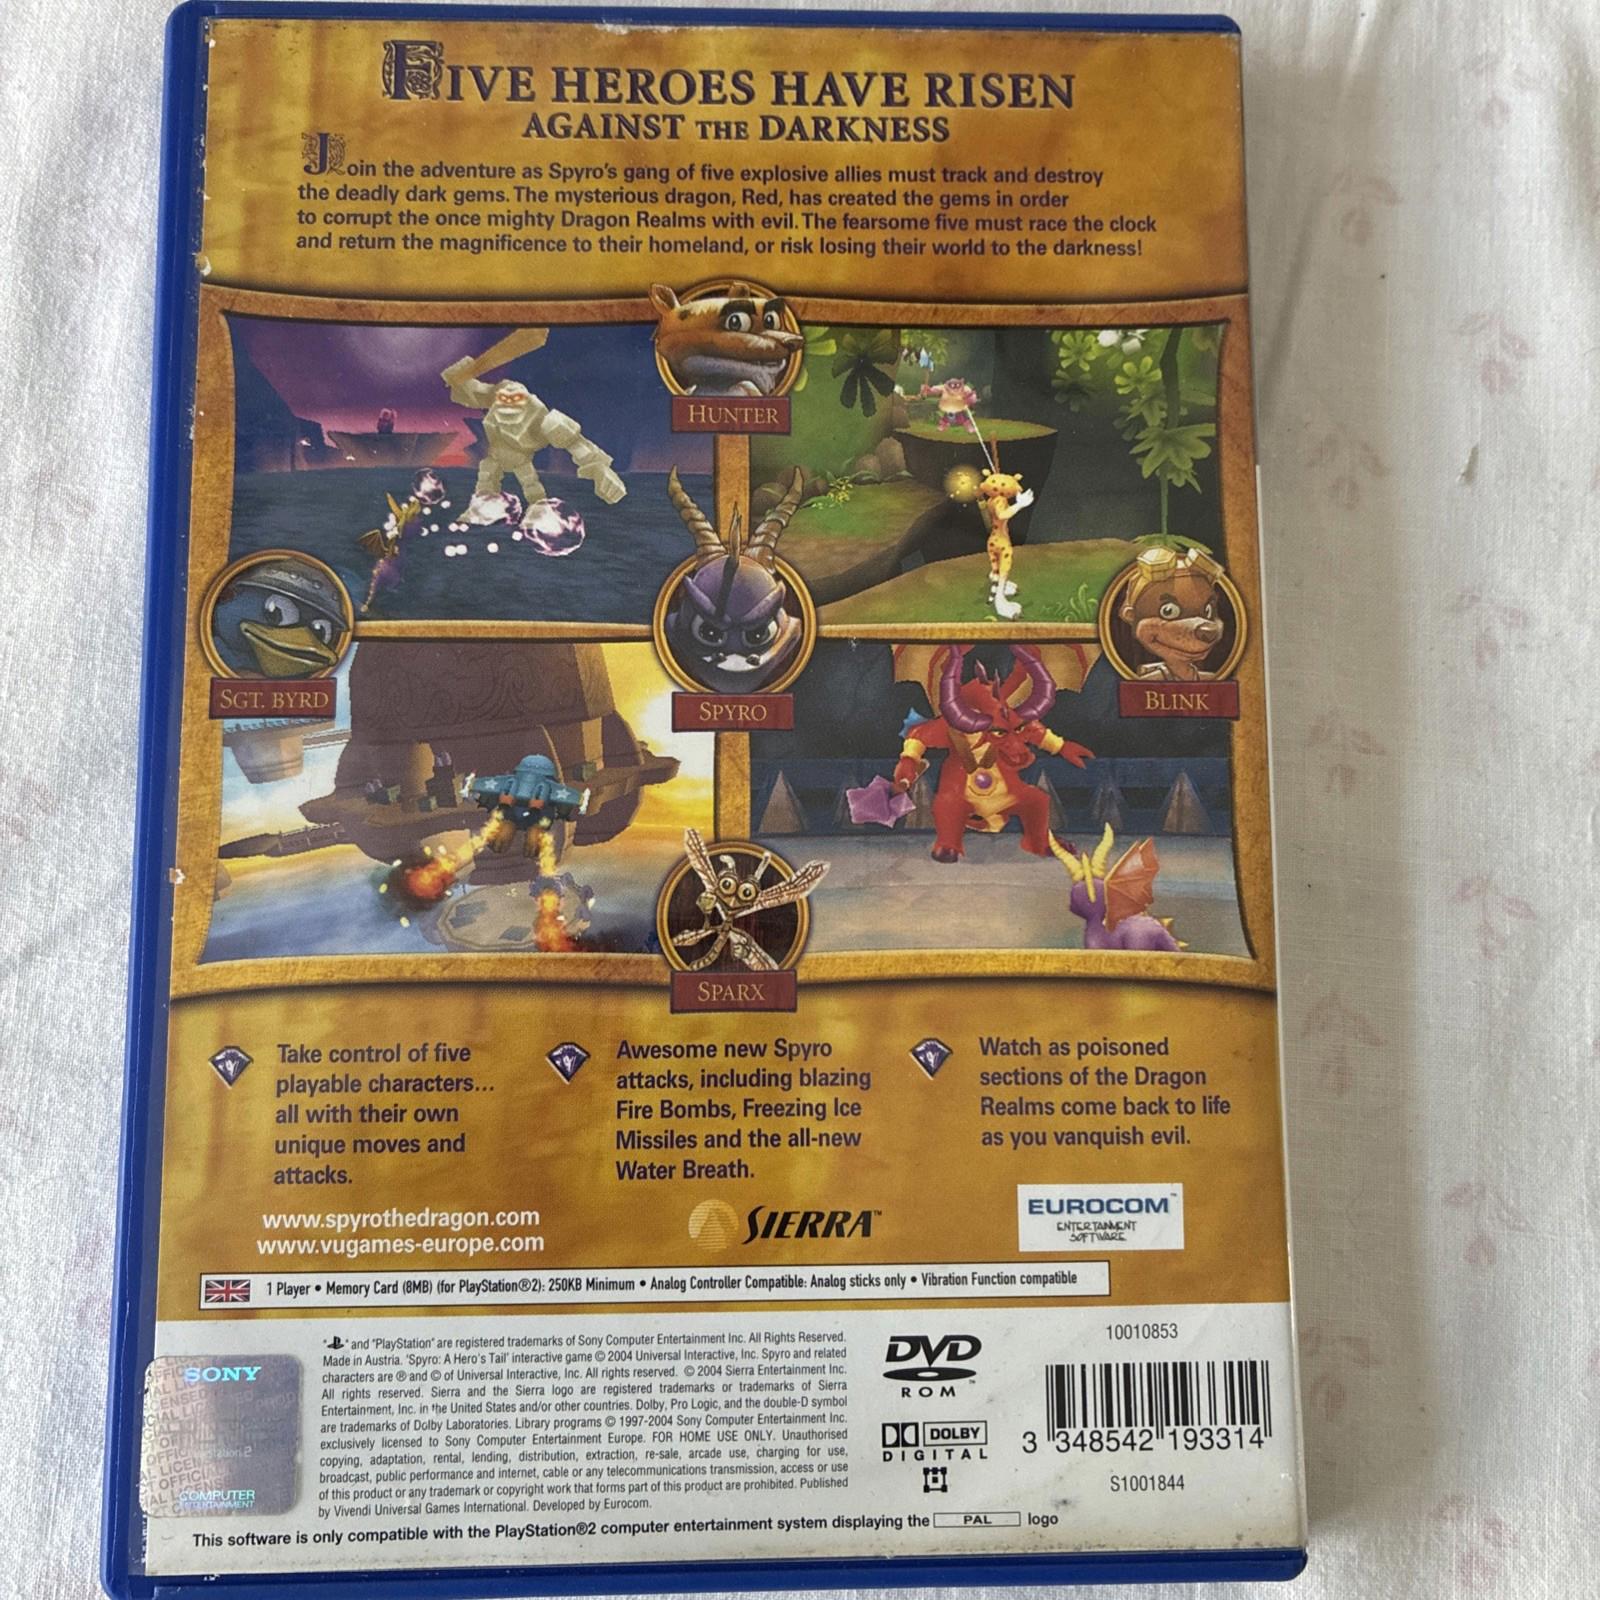 FIVE HEROES HAVE RISEN
AGAINST THE DARKNESS
Join the adventure as Spyro's gang of five explosive allies must track and destroy
the deadly dark gems. The mysterious dragon, Red, has created the gems in order
to corrupt the once mighty Dragon Realms with evil. The fearsome five must race the clock
and return the magnificence to their homeland, or risk losing their world to the darkness!
HUNTER
SGT. BYRD
SPYRO
BLINK
SPARX
Take control of five
playable characters...
all with their own
unique moves and
attacks.
Awesome new Spyro
attacks, including blazing
Fire Bombs, Freezing Ice
Missiles and the all-new
Water Breath.
Watch as poisoned
sections of the Dragon
Realms come back to life
as you vanquish evil.
www.spyrothedragon.com
www.vugames-europe.com
SIERRA™
EUROCOM™
ENTERTAINMENT
SOFTWARE
1 Player • Memory Card (8MB) (for PlayStation®2): 250KB Minimum • Analog Controller Compatible: Analog sticks only • Vibration Function compatible
SONY
COMPUTER
ENTERTAINMENT
" " and "PlayStation" are registered trademarks of Sony Computer Entertainment Inc. All Rights Reserved.
Made in Austria. 'Spyro: A Hero's Tail' interactive game © 2004 Universal Interactive, Inc. Spyro and related
characters are ® and © of Universal Interactive, Inc. All rights reserved. © 2004 Sierra Entertainment Inc.
All rights reserved. Sierra and the Sierra logo are registered trademarks or trademarks of Sierra
Entertainment, Inc. in the United States and/or other countries. Dolby, Pro Logic, and the double-D symbol
are trademarks of Dolby Laboratories. Library programs © 1997-2004 Sony Computer Entertainment Inc.
exclusively licensed to Sony Computer Entertainment Europe. FOR HOME USE ONLY. Unauthorised
copying, adaptation, rental, lending, distribution, extraction, re-sale, arcade use, charging for use,
broadcast, public performance and internet, cable or any telecommunications transmission, access or use
of this product or any trademark or copyright work that forms part of this product are prohibited. Published
by Vivendi Universal Games International. Developed by Eurocom.
DVD
ROM™
DOLBY
DIGITAL
10010853
3 348542 193314
S1001844
This software is only compatible with the PlayStation®2 computer entertainment system displaying the PAL logo